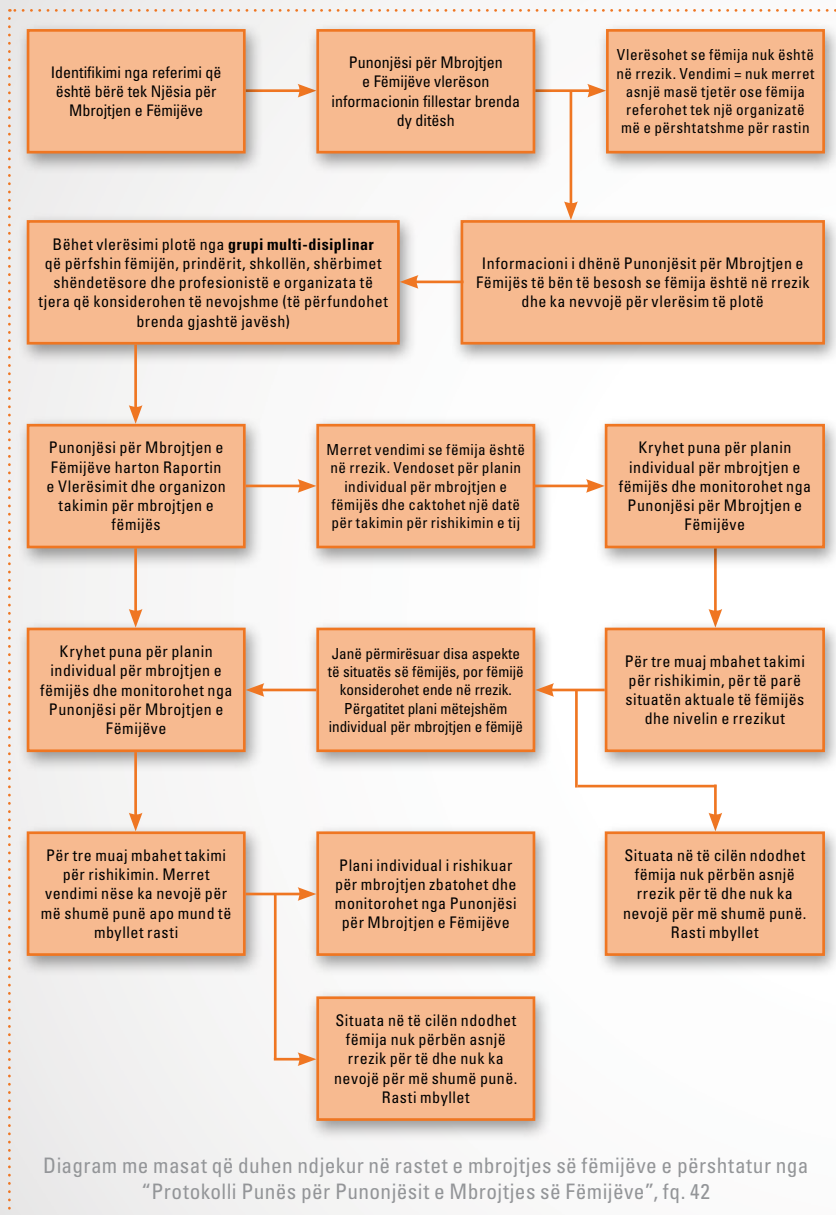 Identifikimi nga referimi që
është bërë tek Njësia për
Mbrojtjen e Fëmijëve
Punonjësi për Mbrojtjen
e Fëmijëve vlerëson
informacionin fillestar brenda
dy ditësh
Vlerësohet se fëmija nuk është
në rrezik. Vendimi = nuk merret
asnjë masë tjetër ose fëmija
referohet tek një organizatë
më e përshtatshme për rastin
Bëhet vlerësimi plotë nga grupi multi-disiplinar
që përfshin fëmijën, prindërit, shkollën, shërbimet
shëndetësore dhe profesionistë e organizata të
tjera që konsiderohen të nevojshme (të përfundohet
brenda gjashtë javësh)
Informacioni i dhënë Punonjësit për Mbrojtjen e
Fëmijës të bën të besosh se fëmija është në rrezik
dhe ka nevvojë për vlerësim të plotë
Punonjësi për Mbrojtjen e
Fëmijëve harton Raportin
e Vlerësimit dhe organizon
takimin për mbrojtjen e
fëmijës
Merret vendimi se fëmija është
në rrezik. Vendoset për planin
individual për mbrojtjen e
fëmijës dhe caktohet një datë
për takimin për rishikimin e tij
Kryhet puna për planin
individual për mbrojtjen e
fëmijës dhe monitorohet nga
Punonjësi për Mbrojtjen e
Fëmijëve
Kryhet puna për planin
individual për mbrojtjen e
fëmijës dhe monitorohet nga
Punonjësi për Mbrojtjen e
Fëmijëve
Janë përmirësuar disa aspekte
të situatës së fëmijës, por fëmijë
konsiderohet ende në rrezik.
Përgatitet plani mëtejshëm
individual për mbrojtjen e fëmijë
Për tre muaj mbahet takimi
për rishikimin, për të parë
situatën aktuale të fëmijës
dhe nivelin e rrezikut
Për tre muaj mbahet takimi
për rishikimin. Merret
vendimi nëse ka nevojë për
më shumë punë apo mund të
mbyllet rasti
Plani individual i rishikuar
për mbrojtjen zbatohet dhe
monitorohet nga Punonjësi
për Mbrojtjen e Fëmijëve
Situata në të cilën ndodhet
fëmija nuk përbën asnjë
rrezik për të dhe nuk ka
nevojë për më shumë punë.
Rasti mbyllet
Situata në të cilën ndodhet
fëmija nuk përbën asnjë
rrezik për të dhe nuk ka
nevojë për më shumë punë.
Rasti mbyllet
Diagram me masat që duhen ndjekur në rastet e mbrojtjes së fëmijëve e përshtatur nga
“Protokolli Punës për Punonjësit e Mbrojtjes së Fëmijëve”, fq. 42